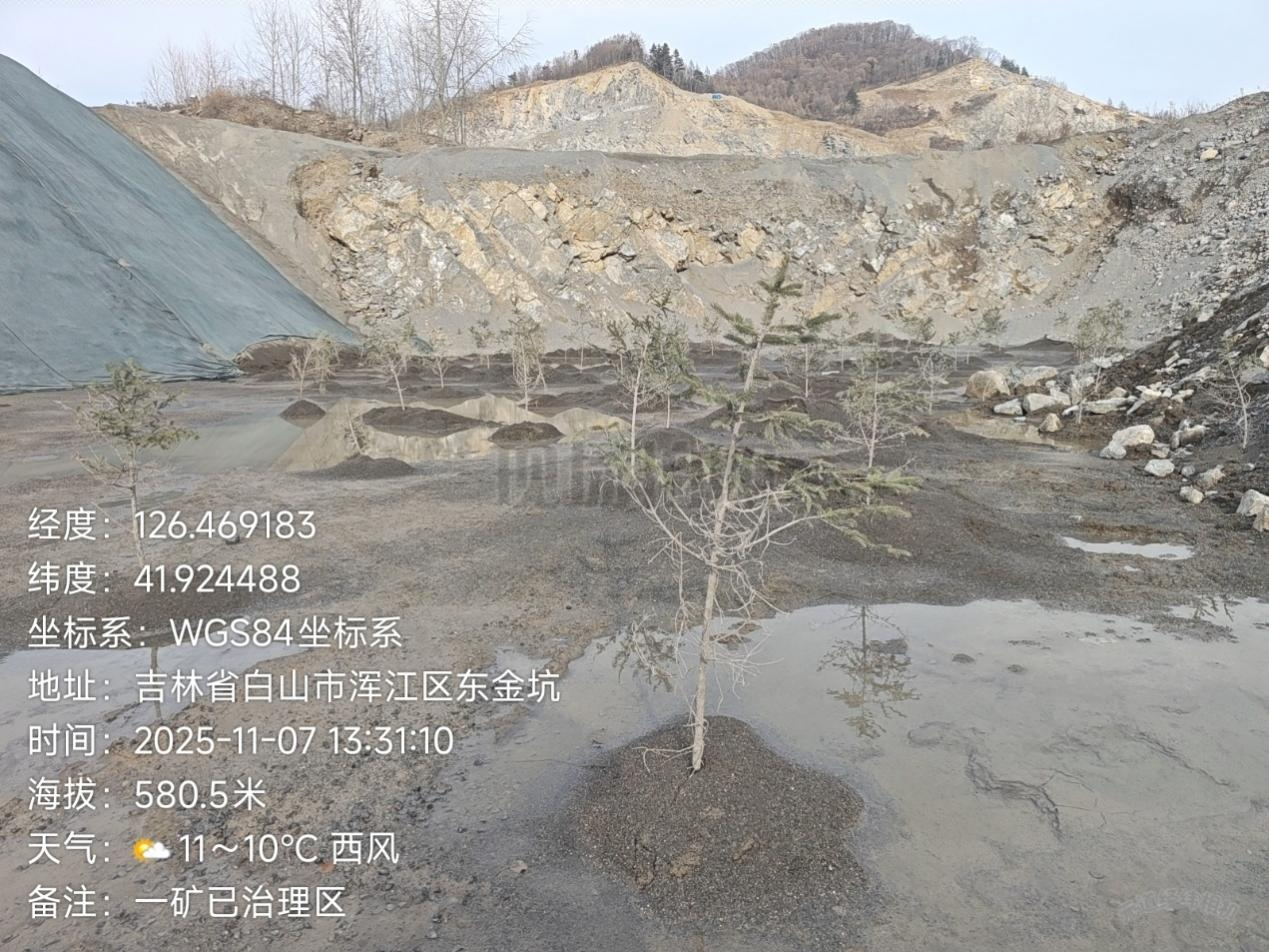 经度：126.469183
纬度：41.924488
坐标系：WGS84坐标系
地址：吉林省白山市浑江区东金坑
时间：2025-11-07 13:31:10
海拔：580.5米
天气：11～10℃ 西风
备注：一矿已治理区